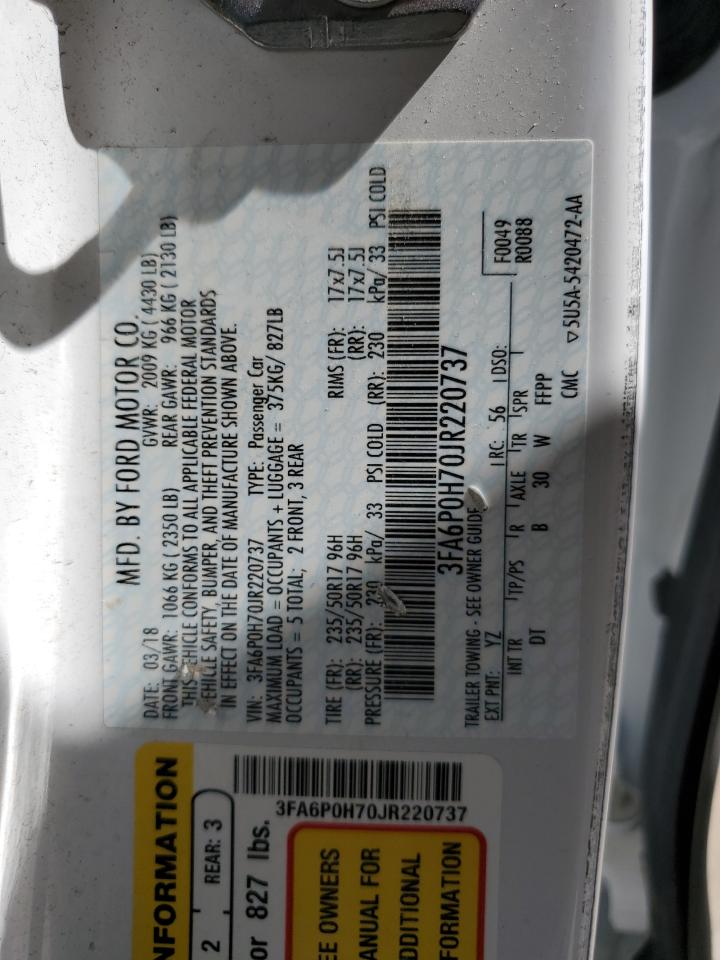 MFD. BY FORD MOTOR CO.
DATE: 03/18 GVWR: 2009 KG ( 4430 LB)
FRONT GAWR: 1066 KG ( 2350 LB) REAR GAWR: 966 KG ( 2130 LB)
THIS VEHICLE CONFORMS TO ALL APPLICABLE FEDERAL MOTOR
VEHICLE SAFETY, BUMPER, AND THEFT PREVENTION STANDARDS
IN EFFECT ON THE DATE OF MANUFACTURE SHOWN ABOVE.
VIN: 3FA6P0H70JR220737 TYPE: Passenger Car
MAXIMUM LOAD = OCCUPANTS + LUGGAGE = 375KG/ 827LB
OCCUPANTS = 5 TOTAL; 2 FRONT, 3 REAR
TIRE (FR): 235/50R17 96H RIMS (FR): 17x7.5J
(RR): 235/50R17 96H (RR): 17x7.5J
PRESSURE (FR): 230 kPa/ 33 PSI COLD (RR): 230 kPa/ 33 PSI COLD
3FA6P0H70JR220737
TRAILER TOWING - SEE OWNER GUIDE
EXT PNT: YZ RC: 56 DSO: F0049
R0088
INT TR TP/PS R AXLE TR SPR
DT B 30 W FFPP
CMC ▽5U5A-5420472-AA
NFORMATION
2 REAR: 3
or 827 lbs.
3FA6P0H70JR220737
EE OWNERS
ANUAL FOR
DDITIONAL
FORMATION